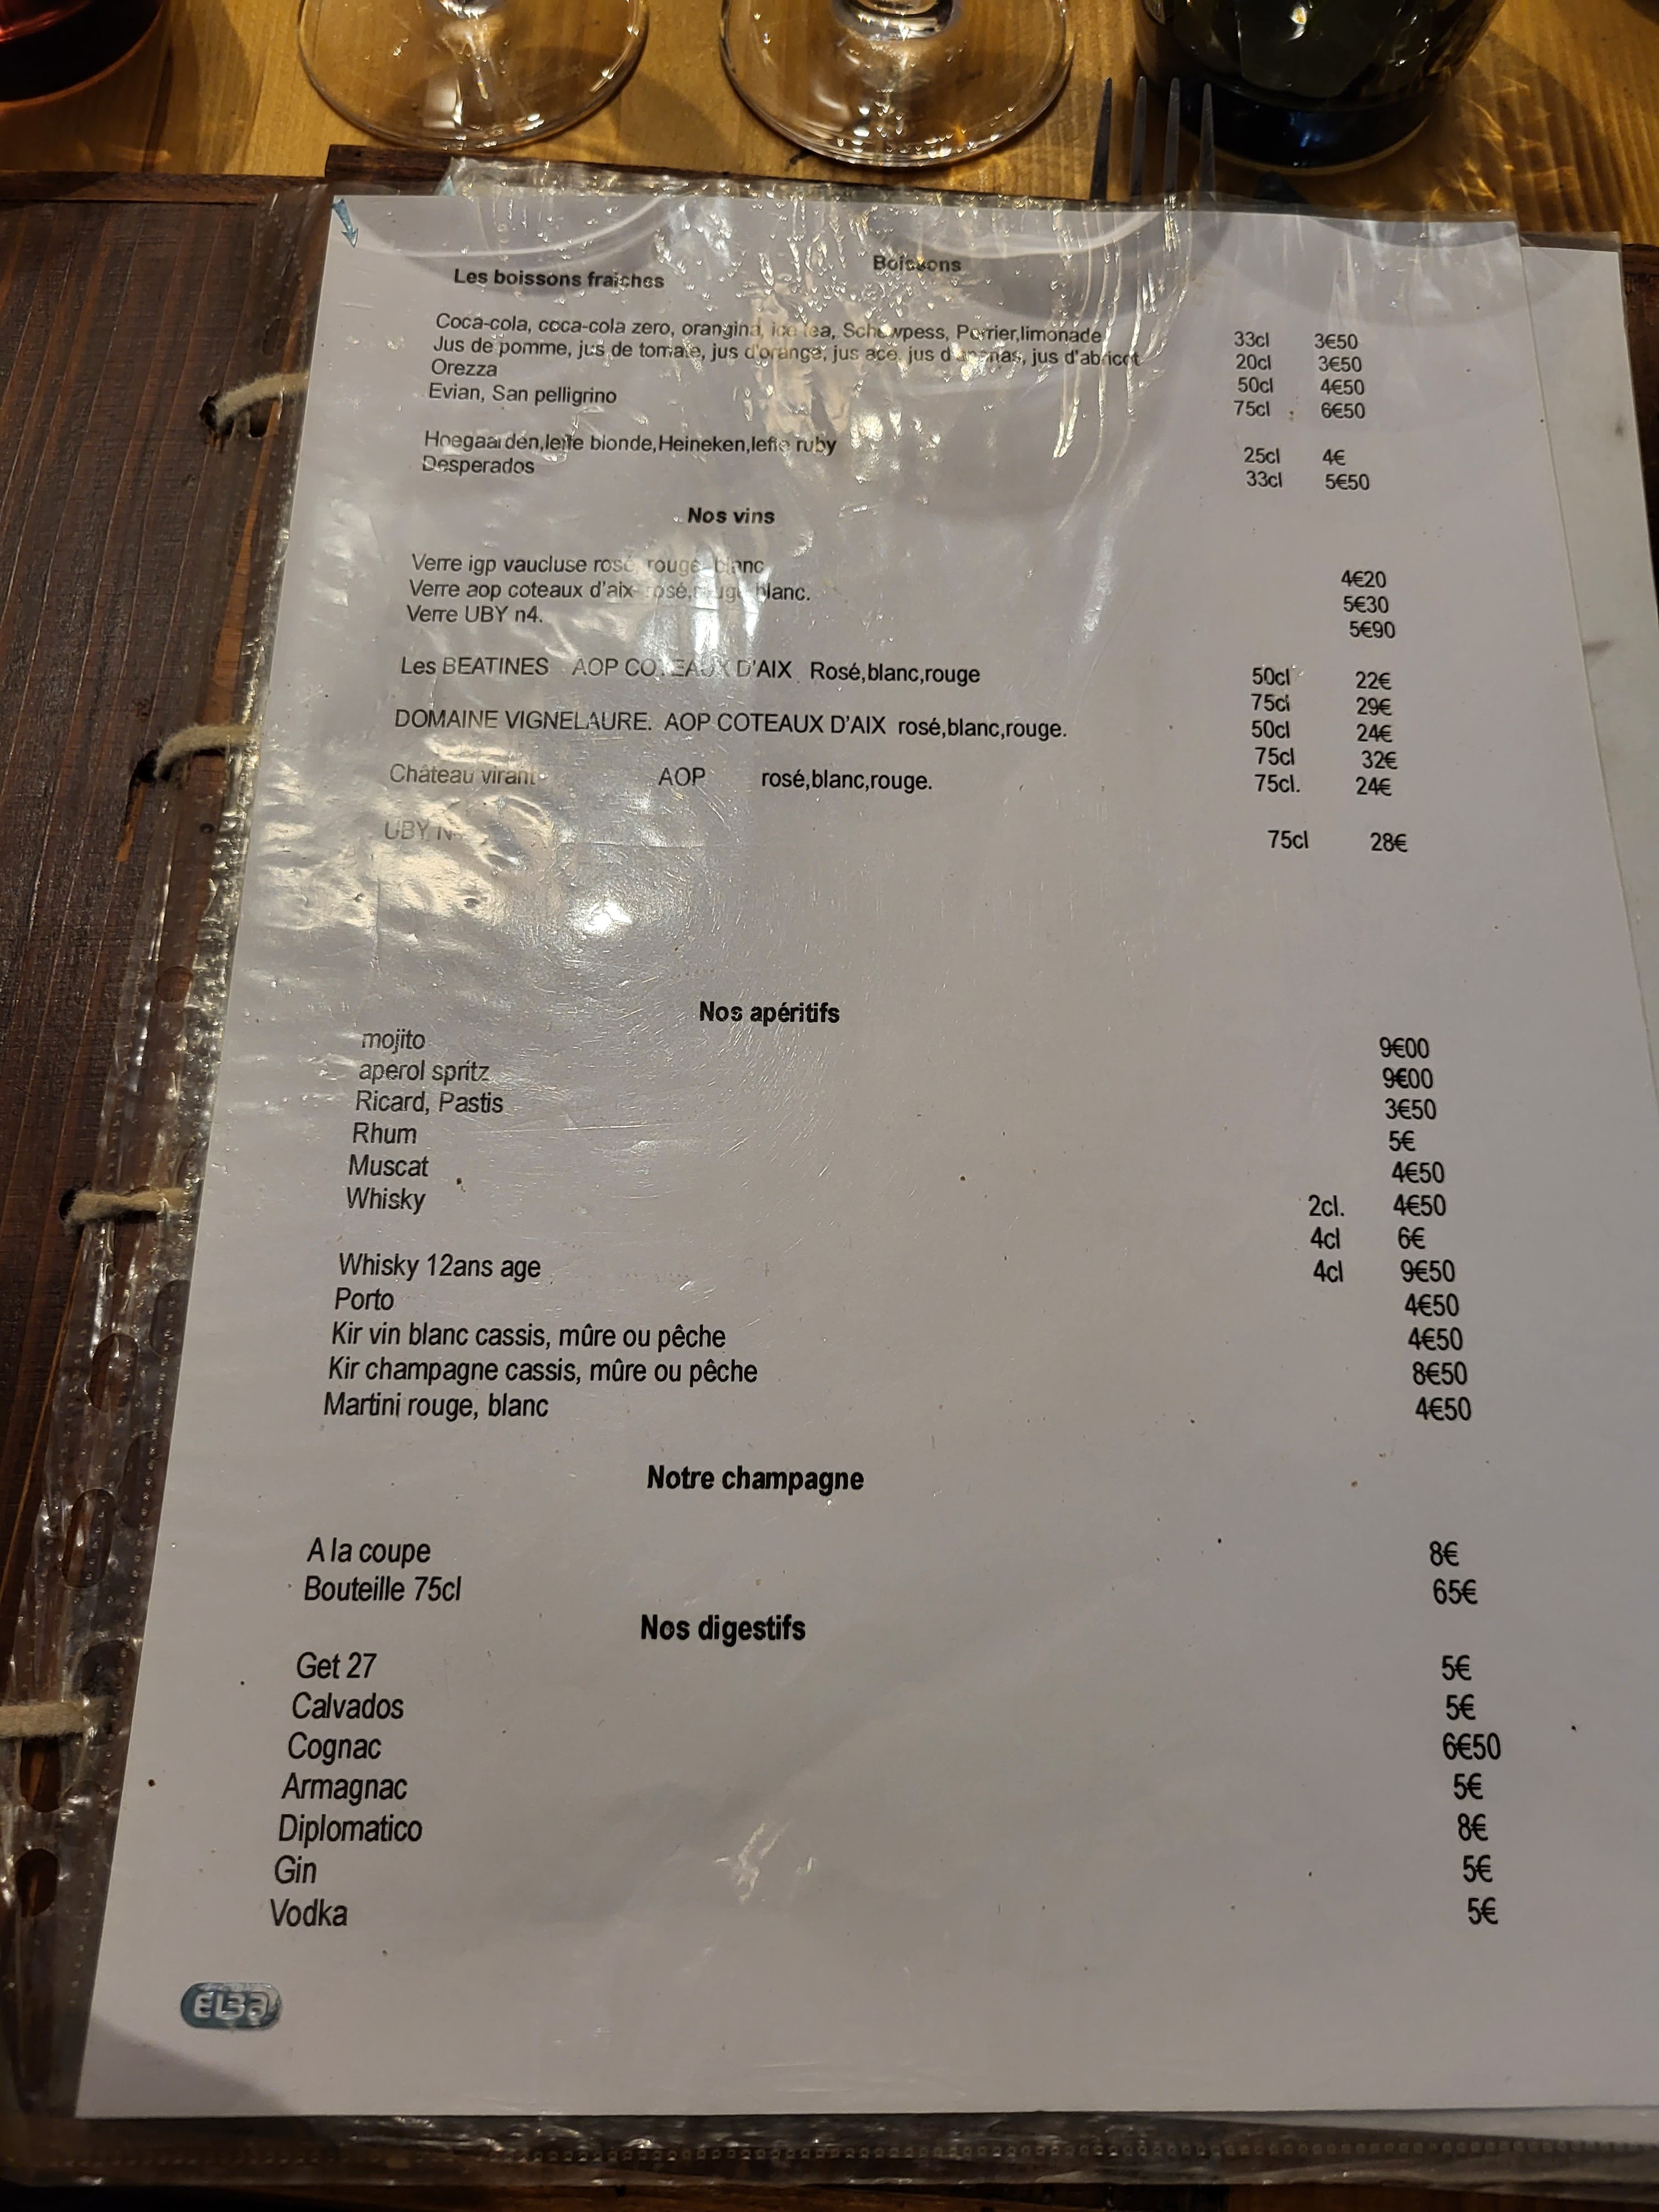 Boissons
Les boissons fraîches
Coca-cola, coca-cola zero, orangina, ice tea, Schewpess, Perrier,limonade 33cl 3€50
Jus de pomme, jus de tomate, jus d'orange, jus ace, jus d'ananas, jus d'abricot 20cl 3€50
Orezza 50cl 4€50
Evian, San pelligrino 75cl 6€50
Hoegaarden,leffe blonde,Heineken,leffe ruby 25cl 4€
Desperados 33cl 5€50
Nos vins
Verre igp vaucluse rosé, rouge, blanc 4€20
Verre aop coteaux d'aix rosé,rouge blanc. 5€30
Verre UBY n4. 5€90
Les BEATINES AOP COTEAUX D'AIX Rosé,blanc,rouge 50cl 22€
75cl 29€
DOMAINE VIGNELAURE. AOP COTEAUX D'AIX rosé,blanc,rouge. 50cl 24€
75cl 32€
Château virant AOP rosé,blanc,rouge. 75cl. 24€
UBY 75cl 28€
Nos apéritifs
mojito 9€00
aperol spritz 9€00
Ricard, Pastis 3€50
Rhum 5€
Muscat 4€50
Whisky 2cl. 4€50
4cl 6€
Whisky 12ans age 4cl 9€50
Porto 4€50
Kir vin blanc cassis, mûre ou pêche 4€50
Kir champagne cassis, mûre ou pêche 8€50
Martini rouge, blanc 4€50
Notre champagne
A la coupe 8€
Bouteille 75cl 65€
Nos digestifs
Get 27 5€
Calvados 5€
Cognac 6€50
Armagnac 5€
Diplomatico 8€
Gin 5€
Vodka 5€
ELBA